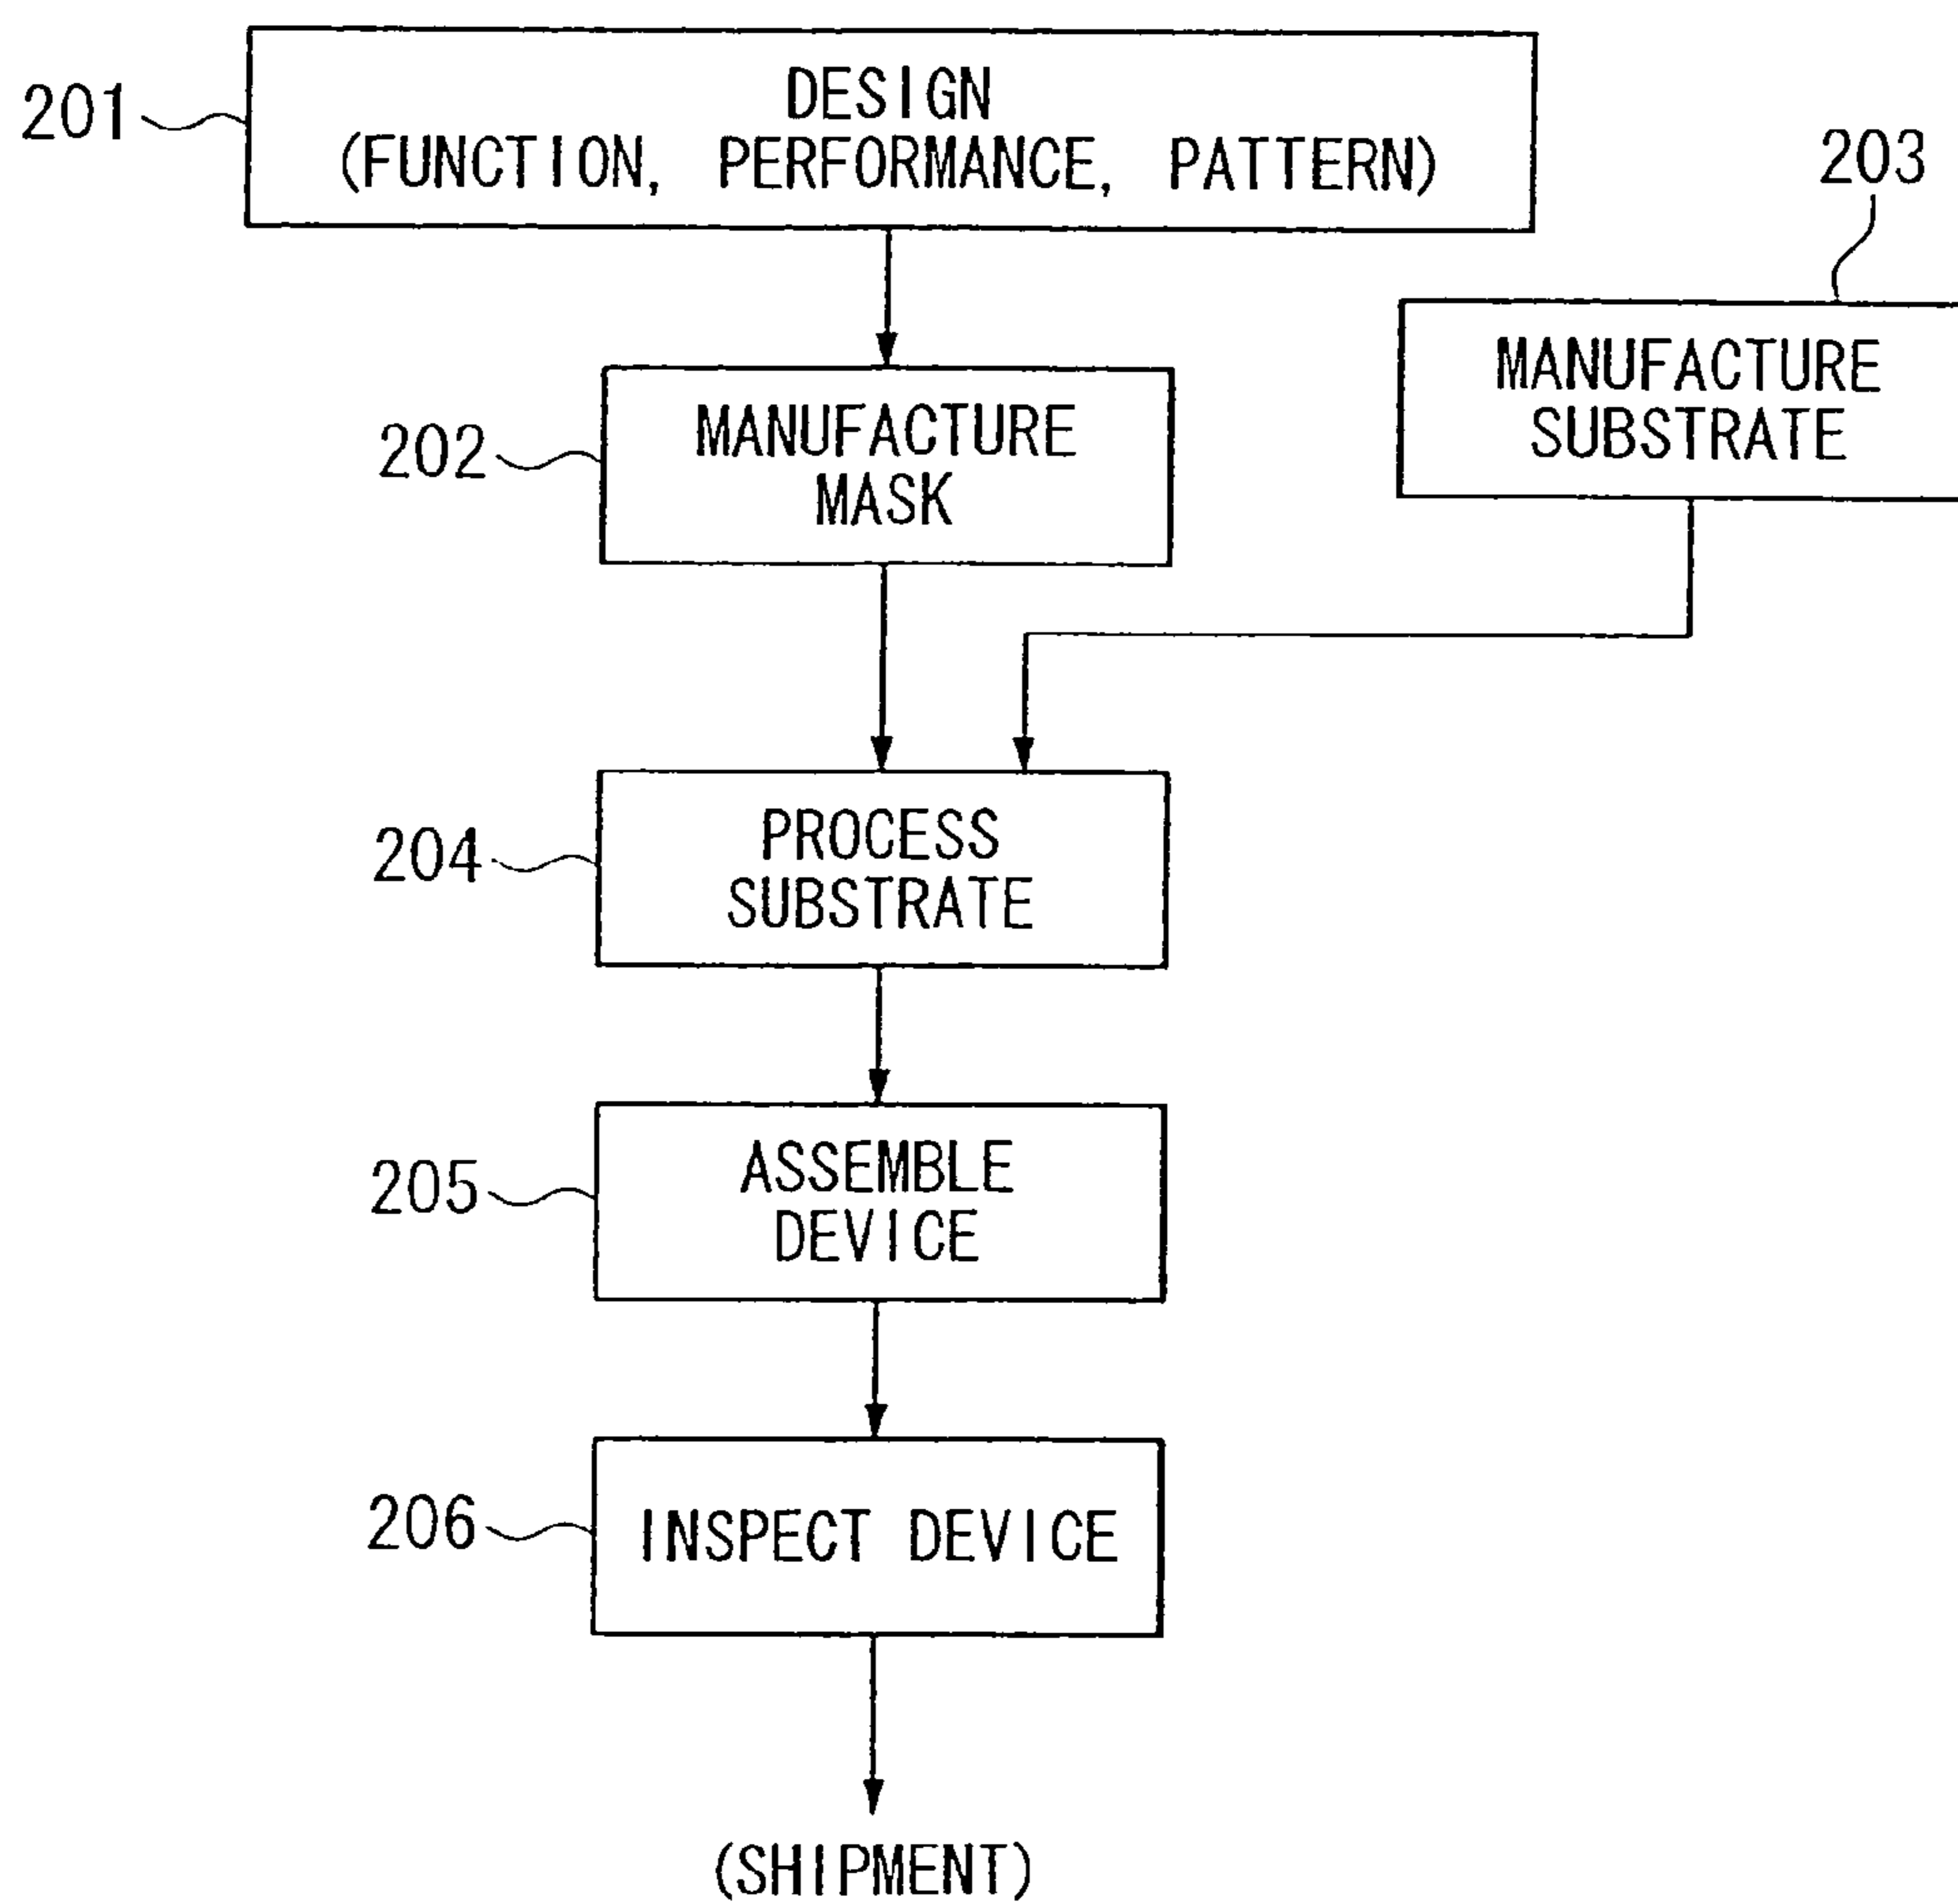 201
DESIGN
(FUNCTION, PERFORMANCE, PATTERN)
203
MANUFACTURE
SUBSTRATE
202
MANUFACTURE
MASK
204
PROCESS
SUBSTRATE
205
ASSEMBLE
DEVICE
206
INSPECT DEVICE
(SHIPMENT)